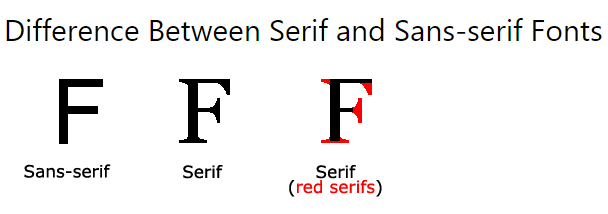 Difference Between Serif and Sans-serif Fonts
F F F
Sans-serif Serif Serif
(red serifs)